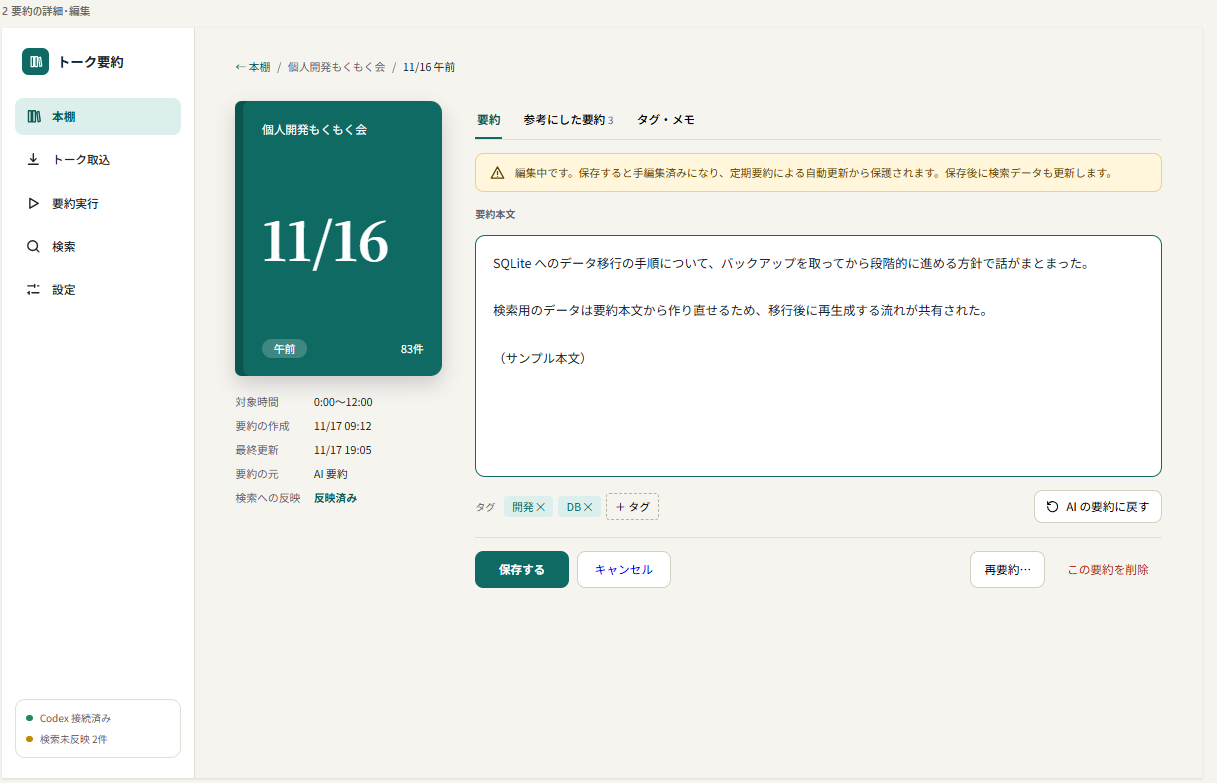 2 要約の詳細・編集
トーク要約
本棚
トーク取込
要約実行
検索
設定
Codex 接続済み
検索未反映 2件
← 本棚 / 個人開発もくもく会 / 11/16 午前
個人開発もくもく会
11/16
午前
83件
対象時間 0:00〜12:00
要約の作成 11/17 09:12
最終更新 11/17 19:05
要約の元 AI 要約
検索への反映 反映済み
要約 参考にした要約 3 タグ・メモ
編集中です。保存すると手編集済みになり、定期要約による自動更新から保護されます。保存後に検索データも更新します。
要約本文
SQLite へのデータ移行の手順について、バックアップを取ってから段階的に進める方針で話がまとまった。
検索用のデータは要約本文から作り直せるため、移行後に再生成する流れが共有された。
（サンプル本文）
タグ 開発× DB× ＋ タグ
AI の要約に戻す
保存する キャンセル 再要約… この要約を削除